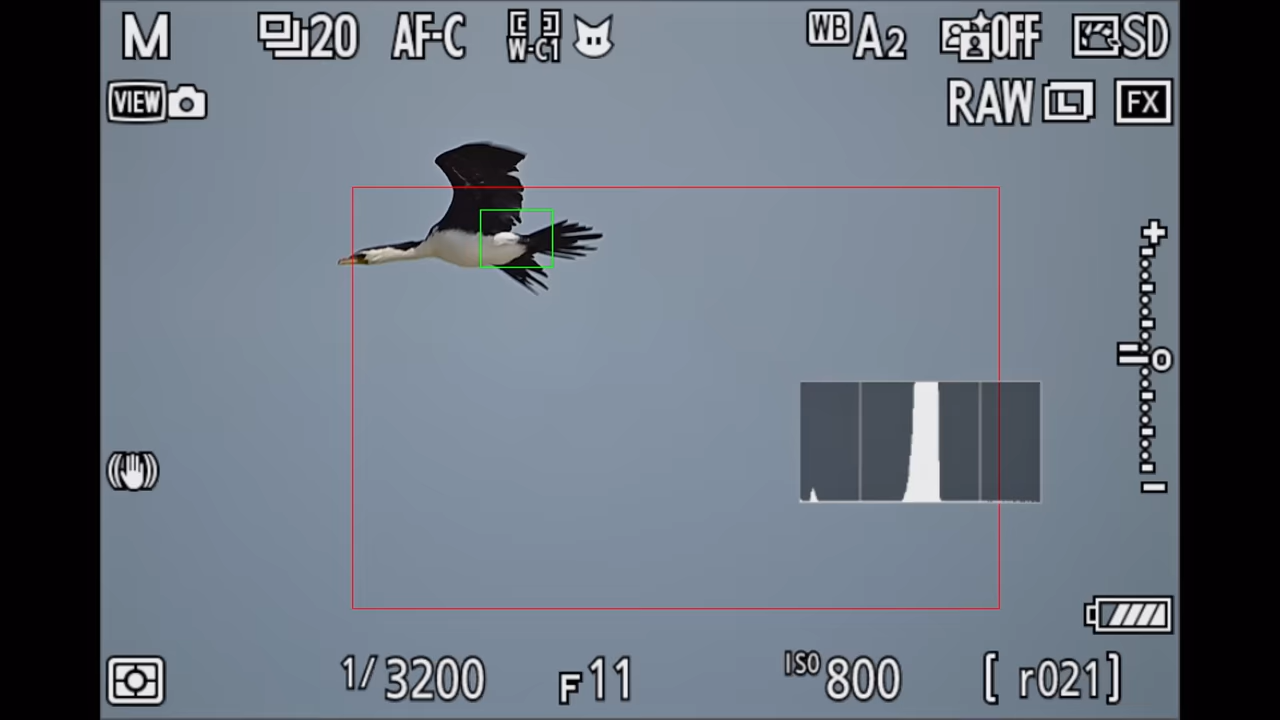 M 20 AF-C W-C1 WB A2 OFF SD
VIEW RAW L FX
1/3200 F11 ISO 800 [ r021 ]